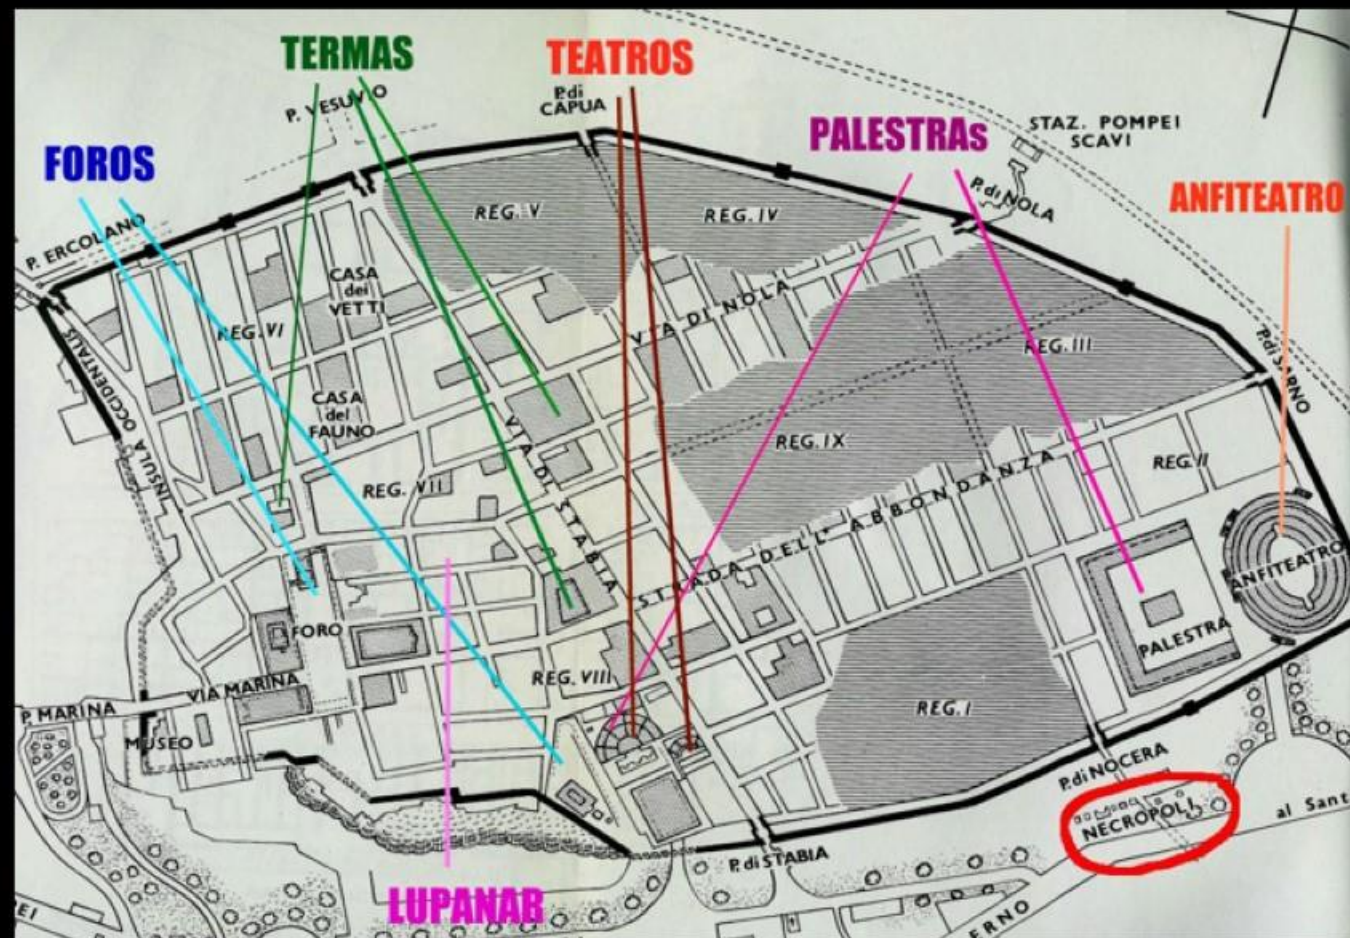 TERMAS
TEATROS
P. VESUVIO
P.di
CAPUA
PALESTRAs
STAZ. POMPEI
SCAVI
FOROS
P.di NOLA
ANFITEATRO
REG. V
REG. IV
P. ERCOLANO
CASA
dei
VETTI
VIA DI NOLA
REG. VI
REG. III
P.di SARNO
INSULA OCCIDENTALIS
CASA
del
FAUNO
REG. IX
REG. II
REG. VII
VIA DI STABIA
STRADA DELL' ABBONDANZA
ANFITEATRO
FORO
PALESTRA
REG. VIII
VIA MARINA
REG. I
P. MARINA
MUSEO
P. di NOCERA
NECROPOLI
al Sant
P. di STABIA
LUPANAR
EI
ERNO